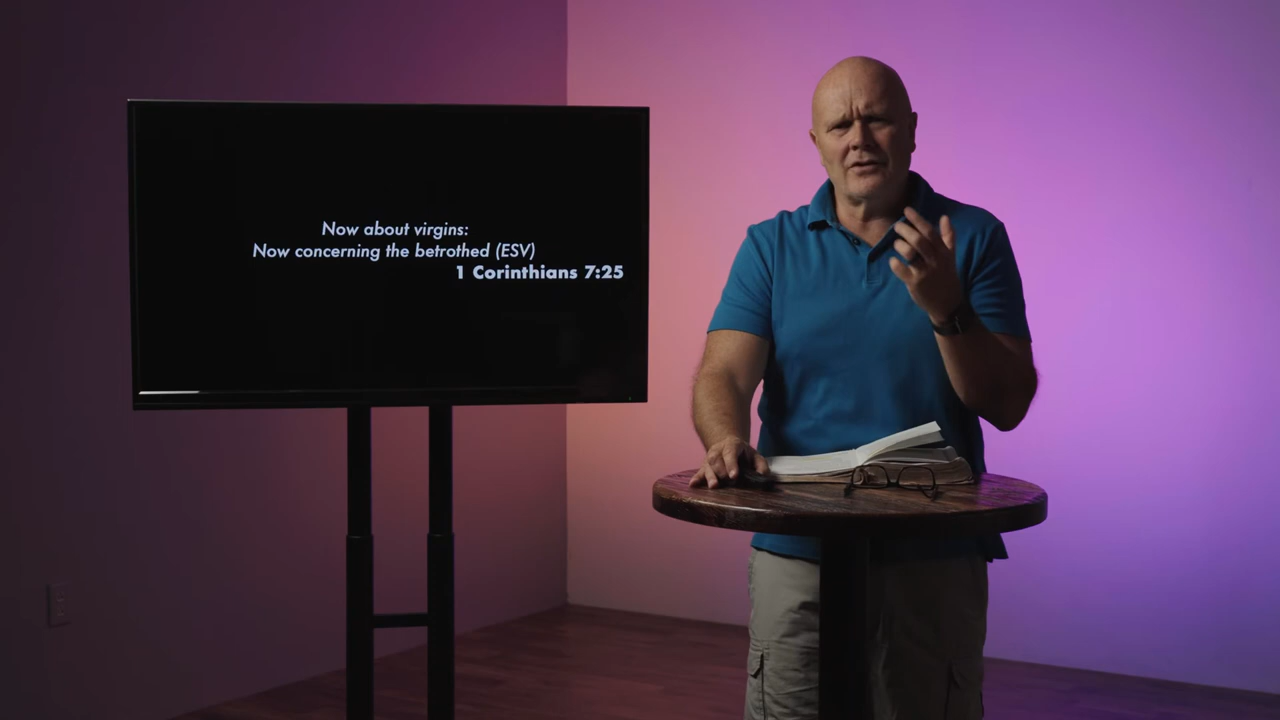 Now about virgins:
Now concerning the betrothed (ESV)
1 Corinthians 7:25